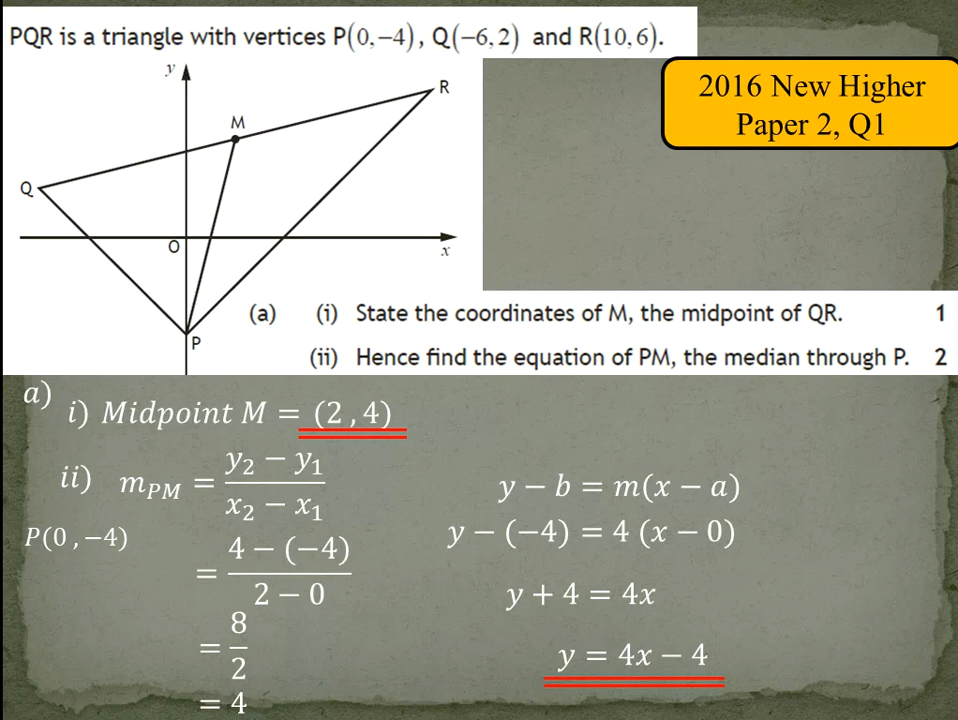 PQR is a triangle with vertices P(0,−4), Q(−6,2) and R(10,6).
2016 New Higher
Paper 2, Q1
y
R
M
Q
O
x
P
(a) (i) State the coordinates of M, the midpoint of QR. 1
(ii) Hence find the equation of PM, the median through P. 2
a)
i) Midpoint M = (2 , 4)
ii) m_PM = (y₂ − y₁)/(x₂ − x₁)
P(0 , −4)
= (4 − (−4))/(2 − 0)
= 8/2
= 4
y − b = m(x − a)
y − (−4) = 4 (x − 0)
y + 4 = 4x
y = 4x − 4